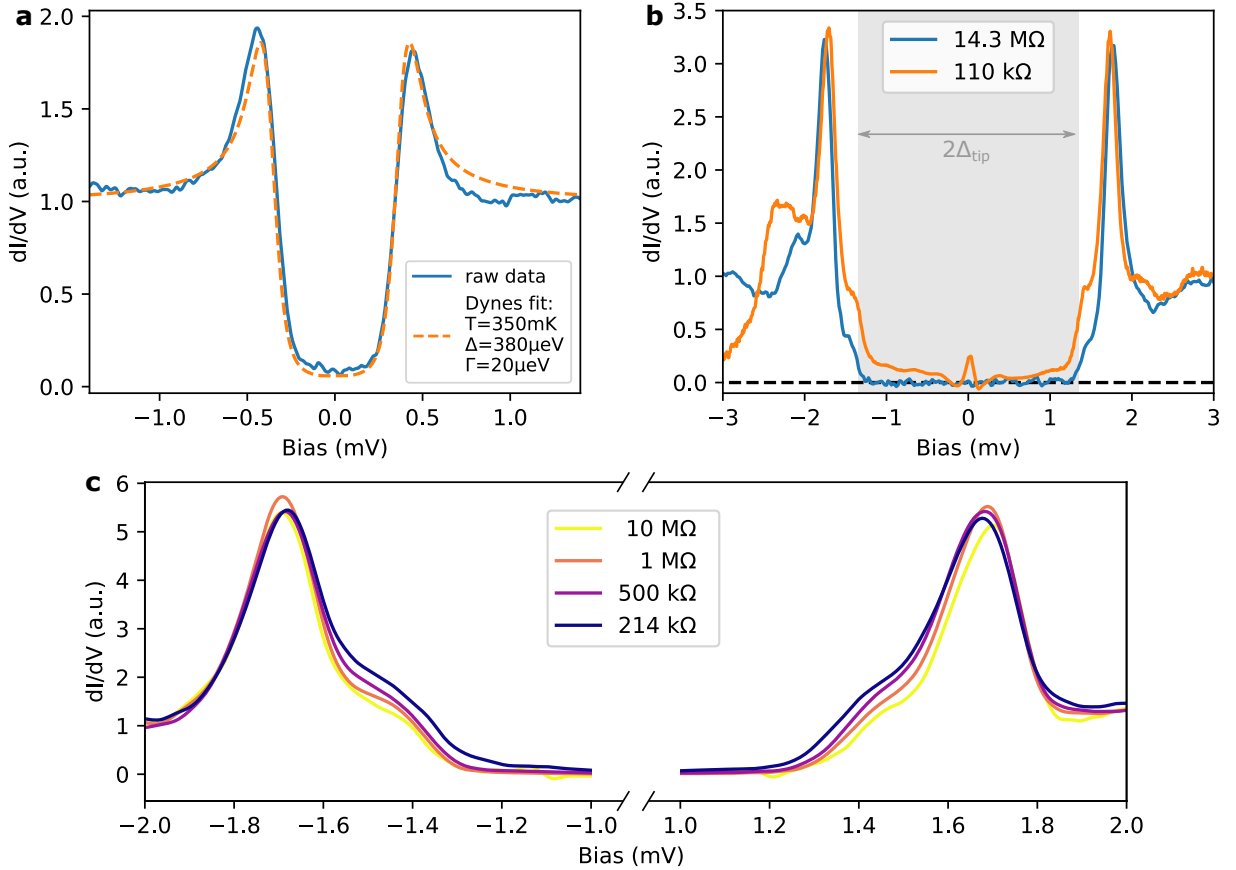 a
2.0
1.5
1.0
0.5
0.0
dI/dV (a.u.)
raw data
Dynes fit:
T=350mK
Δ=380μeV
Γ=20μeV
−1.0 −0.5 0.0 0.5 1.0
Bias (mV)
b
3.5
3.0
2.5
2.0
1.5
1.0
0.5
0.0
dI/dV (a.u.)
14.3 MΩ
110 kΩ
2Δtip
−3 −2 −1 0 1 2 3
Bias (mv)
c
6
5
4
3
2
1
0
dI/dV (a.u.)
10 MΩ
1 MΩ
500 kΩ
214 kΩ
−2.0 −1.8 −1.6 −1.4 −1.2 −1.0 1.0 1.2 1.4 1.6 1.8 2.0
Bias (mV)